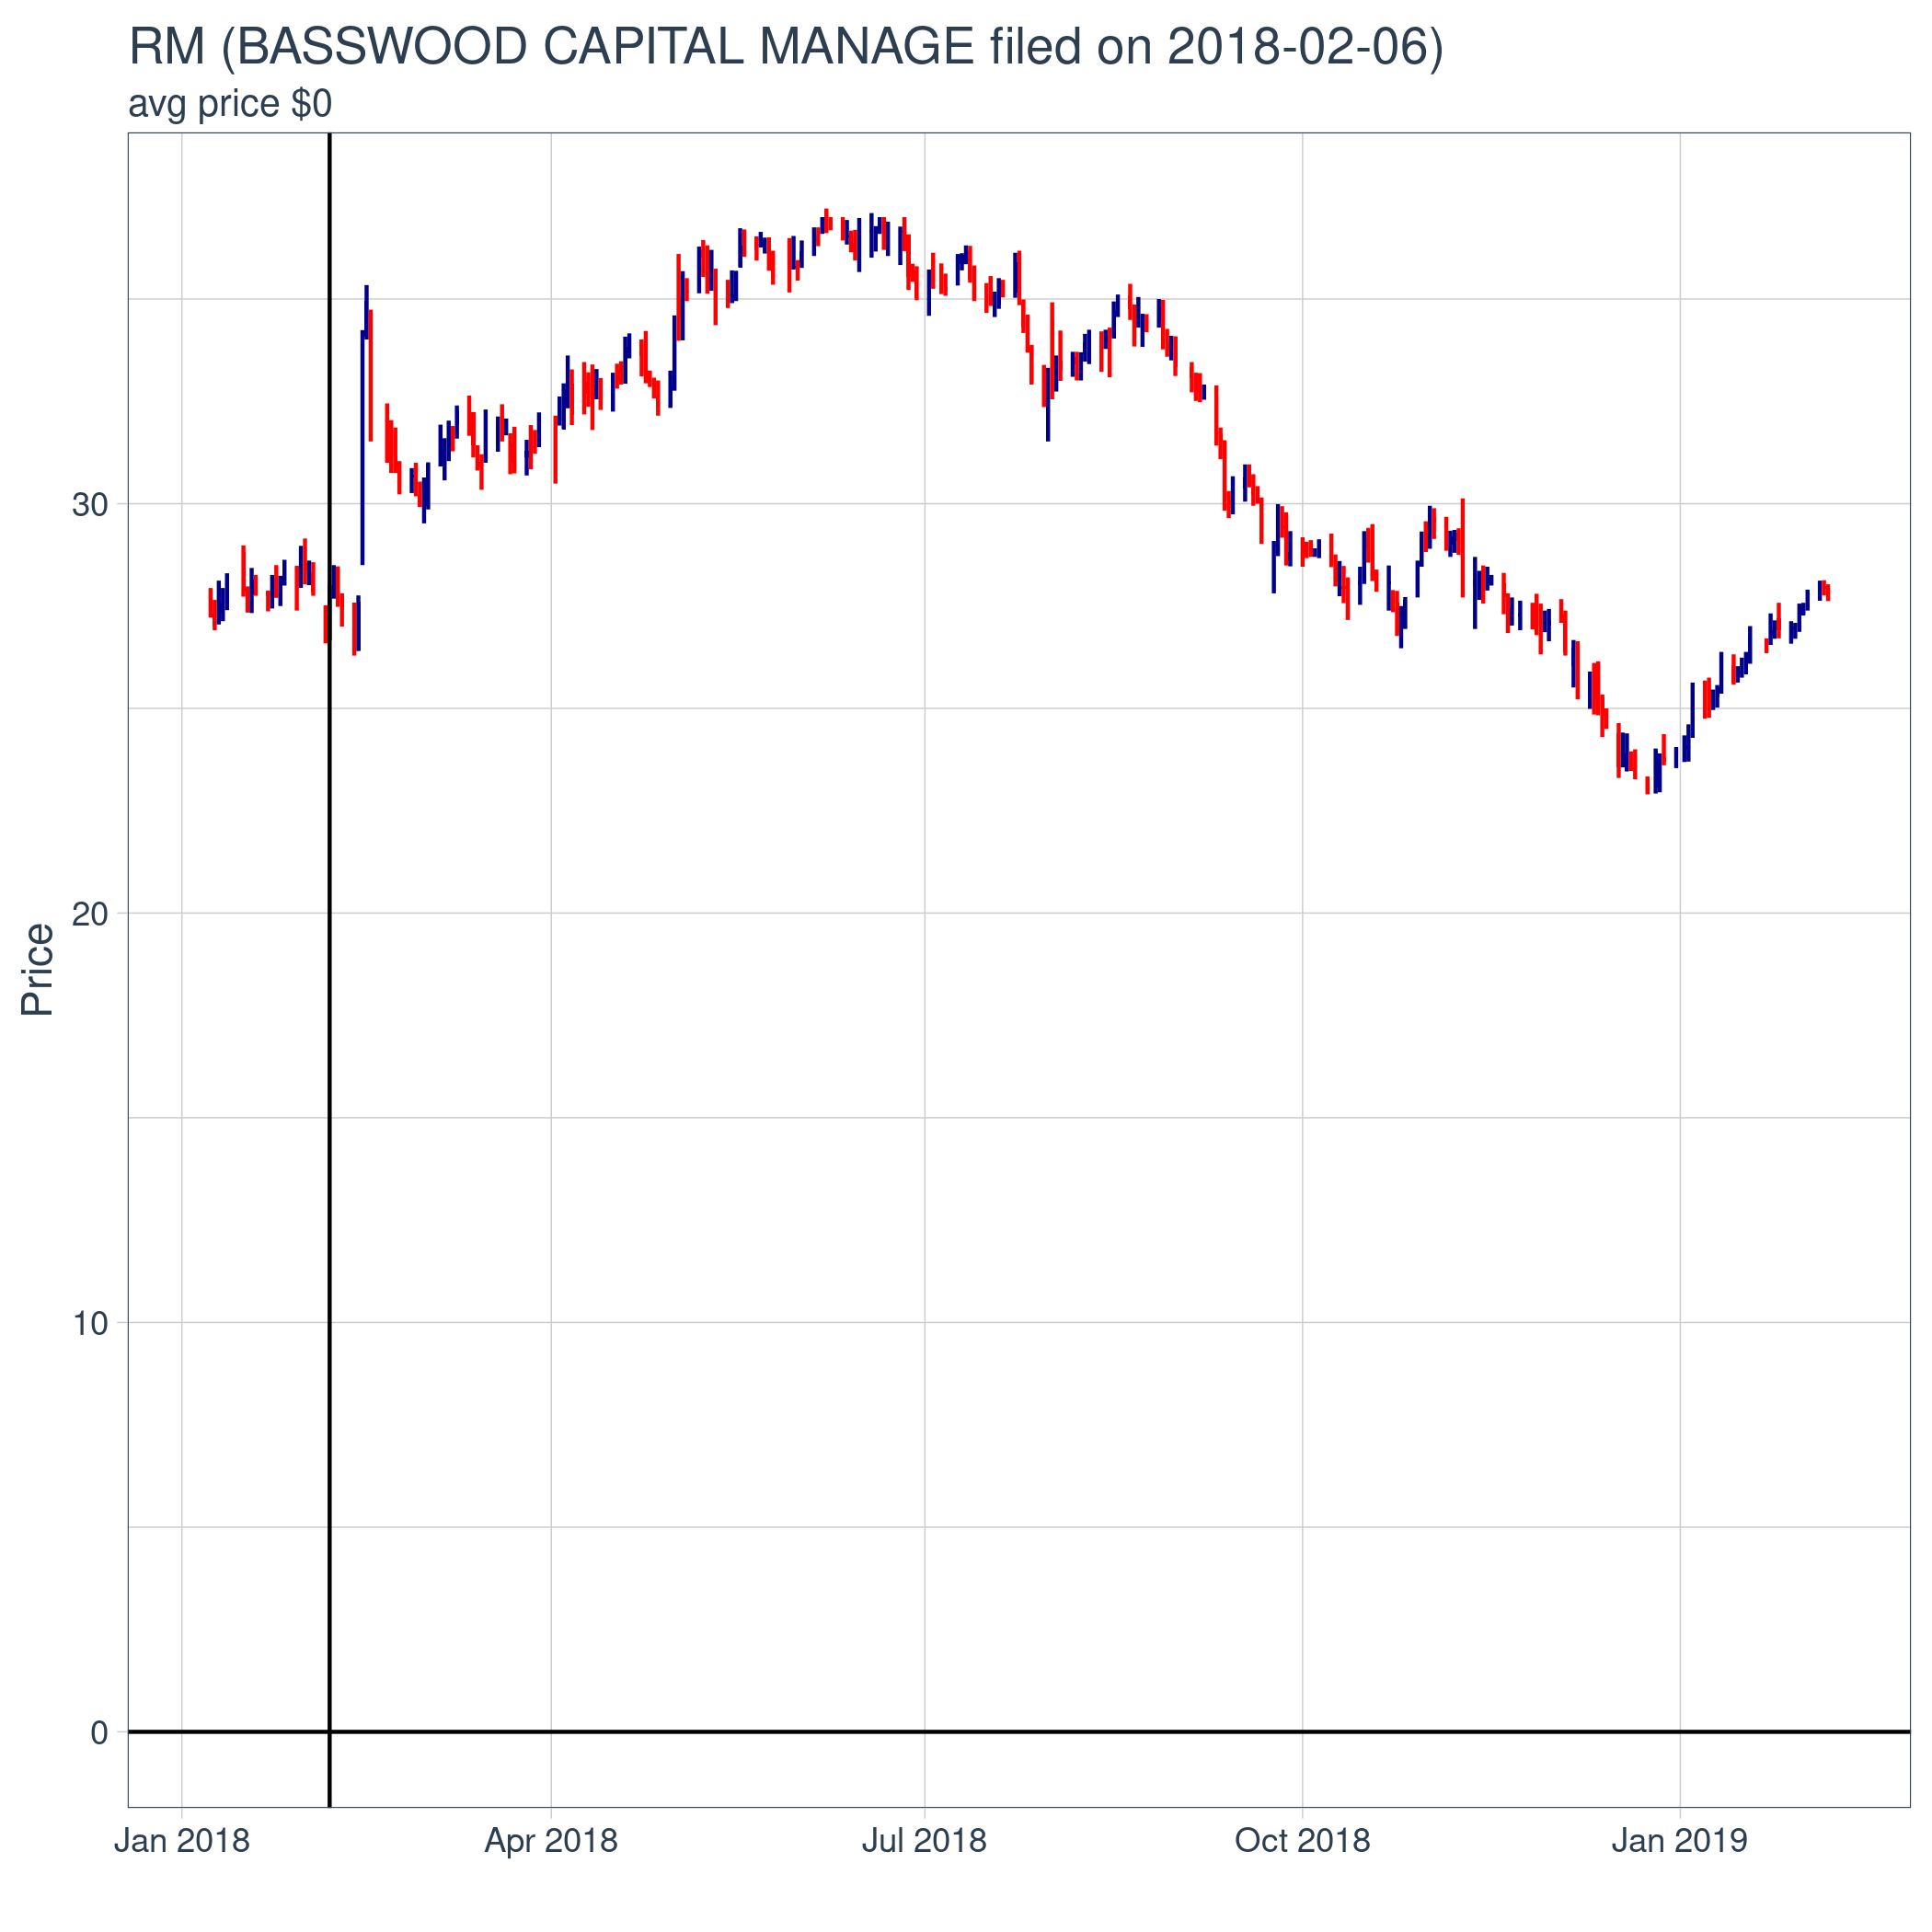 RM (BASSWOOD CAPITAL MANAGE filed on 2018-02-06)
avg price $0
Price
30
20
10
0
Jan 2018 Apr 2018 Jul 2018 Oct 2018 Jan 2019